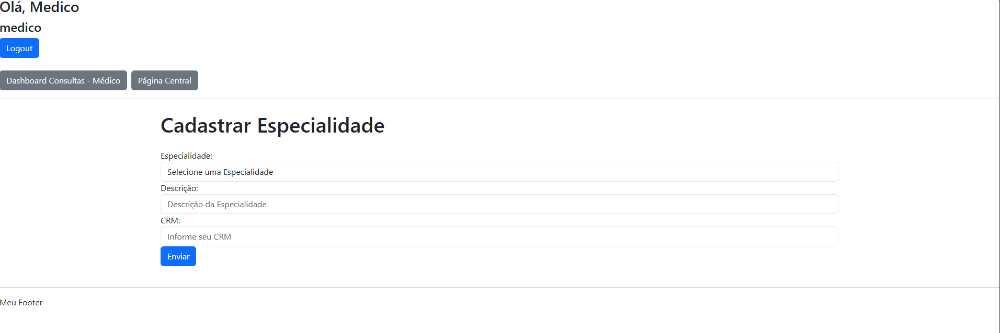 Olá, Medico
medico
Logout
Dashboard Consultas - Médico Página Central
Cadastrar Especialidade
Especialidade:
Selecione uma Especialidade
Descrição:
Descrição da Especialidade
CRM:
Informe seu CRM
Enviar
Meu Footer